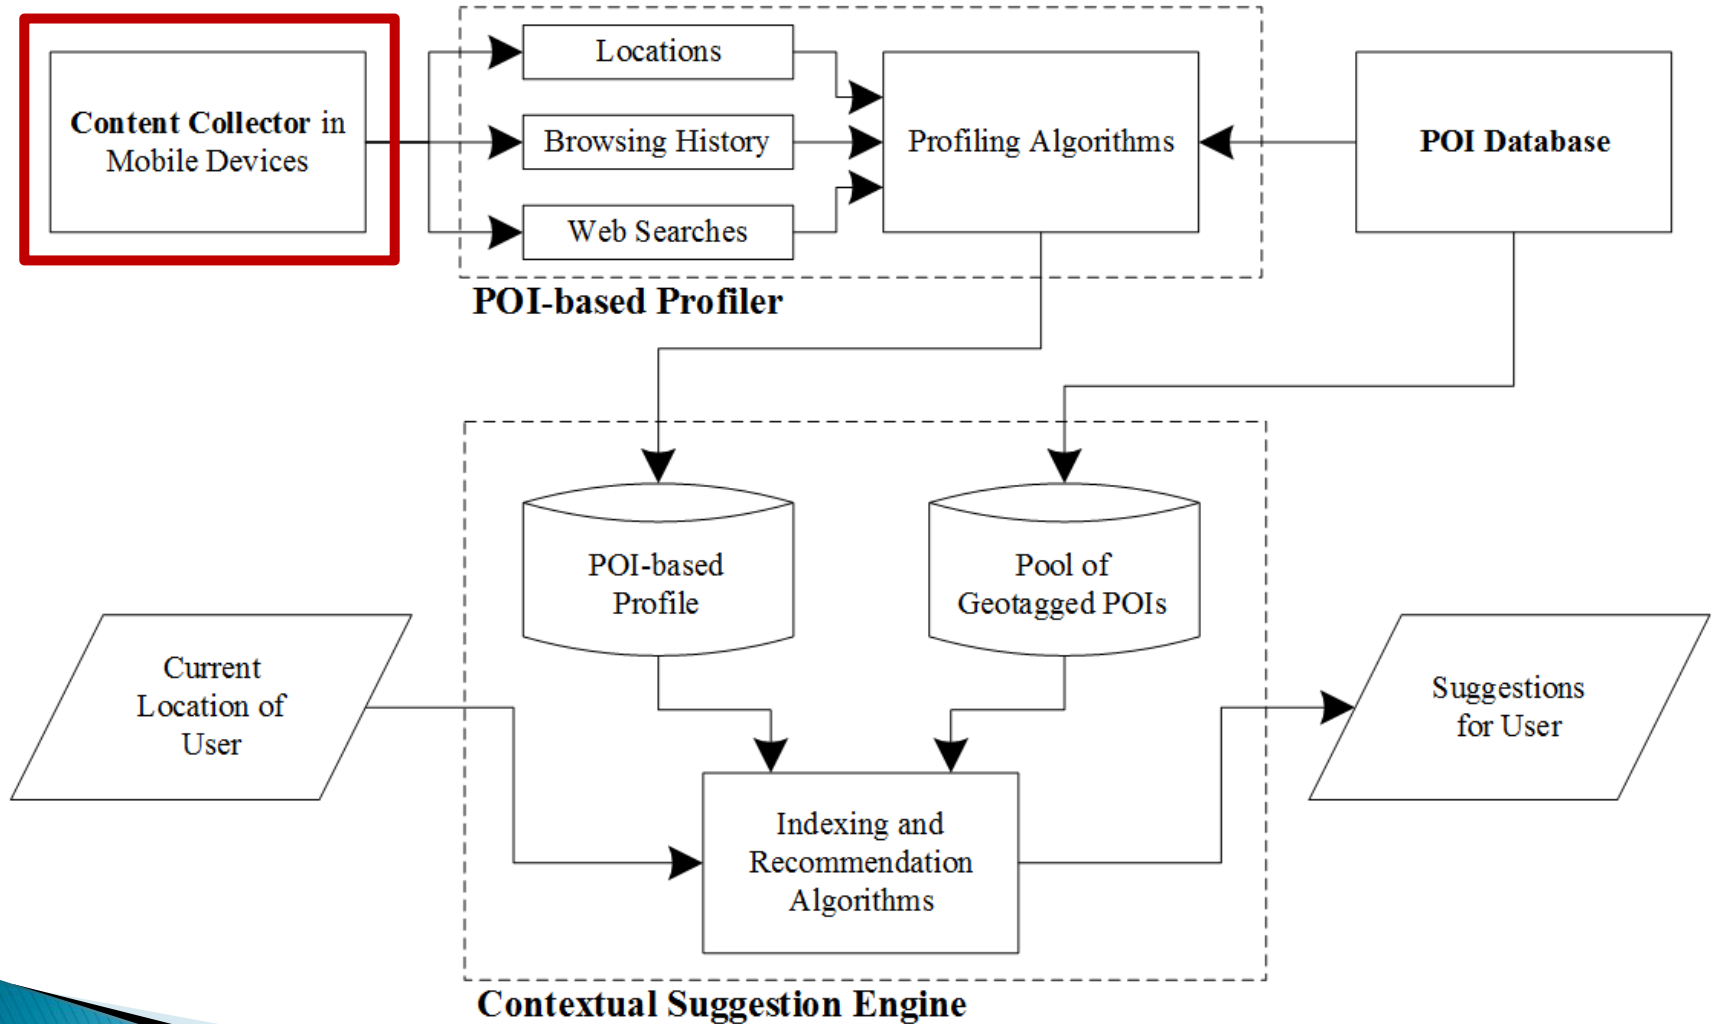 Content Collector in
Mobile Devices
Locations
Browsing History
Web Searches
Profiling Algorithms
POI Database
POI-based Profiler
POI-based
Profile
Pool of
Geotagged POIs
Current
Location of
User
Suggestions
for User
Indexing and
Recommendation
Algorithms
Contextual Suggestion Engine